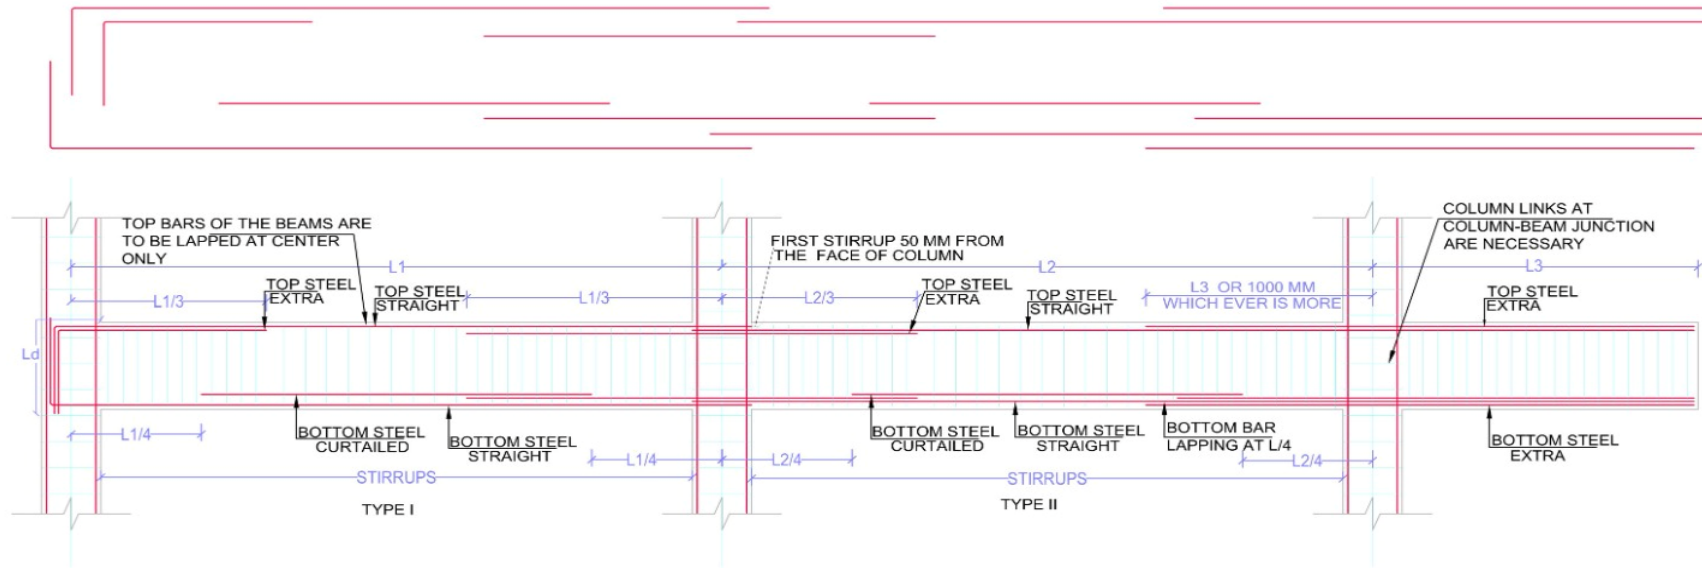 TOP BARS OF THE BEAMS ARE
TO BE LAPPED AT CENTER
ONLY
FIRST STIRRUP 50 MM FROM
THE FACE OF COLUMN
COLUMN LINKS AT
COLUMN-BEAM JUNCTION
ARE NECESSARY
L1
L2
L3
L1/3
TOP STEEL
EXTRA
TOP STEEL
STRAIGHT
L1/3
L2/3
TOP STEEL
EXTRA
TOP STEEL
STRAIGHT
L3 OR 1000 MM
WHICH EVER IS MORE
TOP STEEL
EXTRA
Ld
L1/4
BOTTOM STEEL
CURTAILED
BOTTOM STEEL
STRAIGHT
L1/4
L2/4
BOTTOM STEEL
CURTAILED
BOTTOM STEEL
STRAIGHT
BOTTOM BAR
LAPPING AT L/4
L2/4
BOTTOM STEEL
EXTRA
STIRRUPS
STIRRUPS
TYPE I
TYPE II